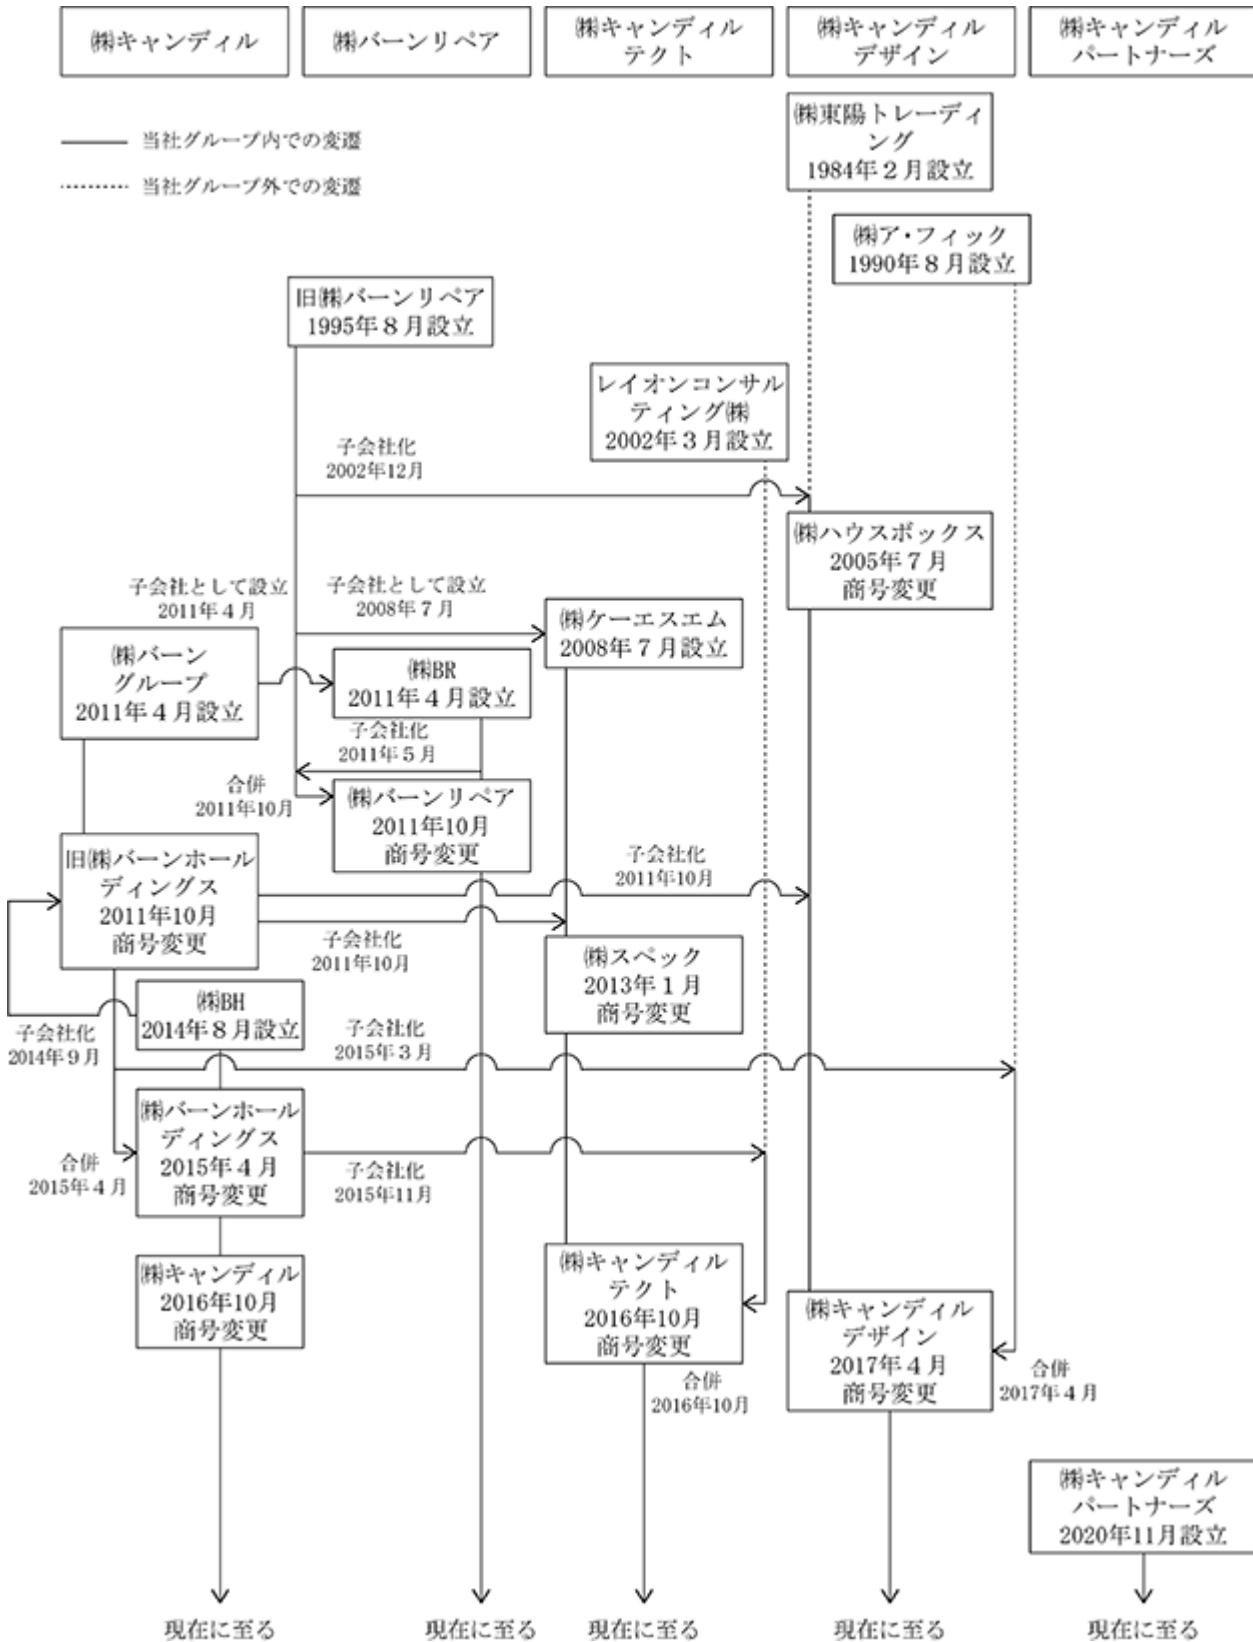 ㈱キャンディル
㈱バーンリペア
㈱キャンディル
テクト
㈱キャンディル
デザイン
㈱キャンディル
パートナーズ
当社グループ内での変遷
当社グループ外での変遷
㈱東陽トレーディ
ング
1984年２月設立
㈱ア・フィック
1990年８月設立
旧㈱バーンリペア
1995年８月設立
レイオンコンサル
ティング㈱
2002年３月設立
子会社化
2002年12月
㈱ハウスボックス
2005年７月
商号変更
子会社として設立
2011年４月
子会社として設立
2008年７月
㈱ケーエスエム
2008年７月設立
㈱バーン
グループ
2011年４月設立
㈱BR
2011年４月設立
子会社化
2011年５月
合併
2011年10月
㈱バーンリペア
2011年10月
商号変更
旧㈱バーンホール
ディングス
2011年10月
商号変更
子会社化
2011年10月
子会社化
2011年10月
㈱スペック
2013年１月
商号変更
㈱BH
2014年８月設立
子会社化
2014年９月
子会社化
2015年３月
㈱バーンホール
ディングス
2015年４月
商号変更
合併
2015年４月
子会社化
2015年11月
㈱キャンディル
2016年10月
商号変更
㈱キャンディル
テクト
2016年10月
商号変更
合併
2016年10月
㈱キャンディル
デザイン
2017年４月
商号変更
合併
2017年４月
㈱キャンディル
パートナーズ
2020年11月設立
現在に至る
現在に至る
現在に至る
現在に至る
現在に至る